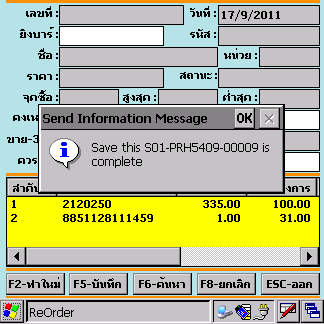 เลขที่ : วันที่ : 17/9/2011
ยิงบาร์ : รหัส :
ชื่อ : หน่วย :
ราคา : สถานะ :
จุดซื้อ : สูงสุด : ต่ำสุด :
คงเห
ขาย-3
ควร
Send Information Message OK
Save this S01-PRH5409-00009 is
complete
ลำดั งการ
1 2120250 335.00 100.00
2 8851128111459 1.00 31.00
F2-ทำใหม่ F5-บันทึก F6-ค้นหา F8-ยกเลิก ESC-ออก
ReOrder